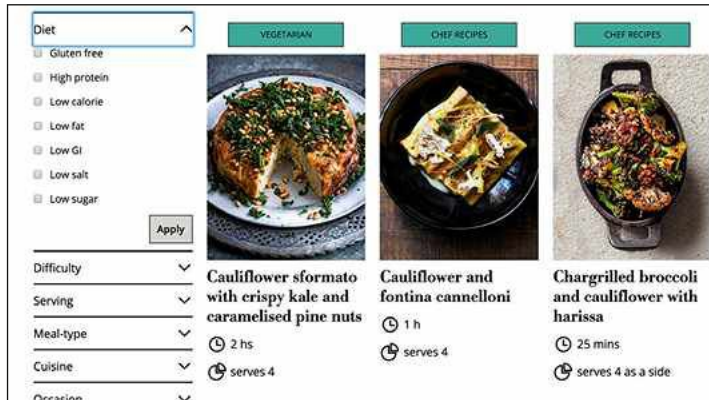 Diet
Gluten free
High protein
Low calorie
Low fat
Low GI
Low salt
Low sugar
Apply
Difficulty
Serving
Meal-type
Cuisine
Occasion
VEGETARIAN
Cauliflower sformato
with crispy kale and
caramelised pine nuts
2 hs
serves 4
CHEF RECIPES
Cauliflower and
fontina cannelloni
1 h
serves 4
CHEF RECIPES
Chargrilled broccoli
and cauliflower with
harissa
25 mins
serves 4 as a side